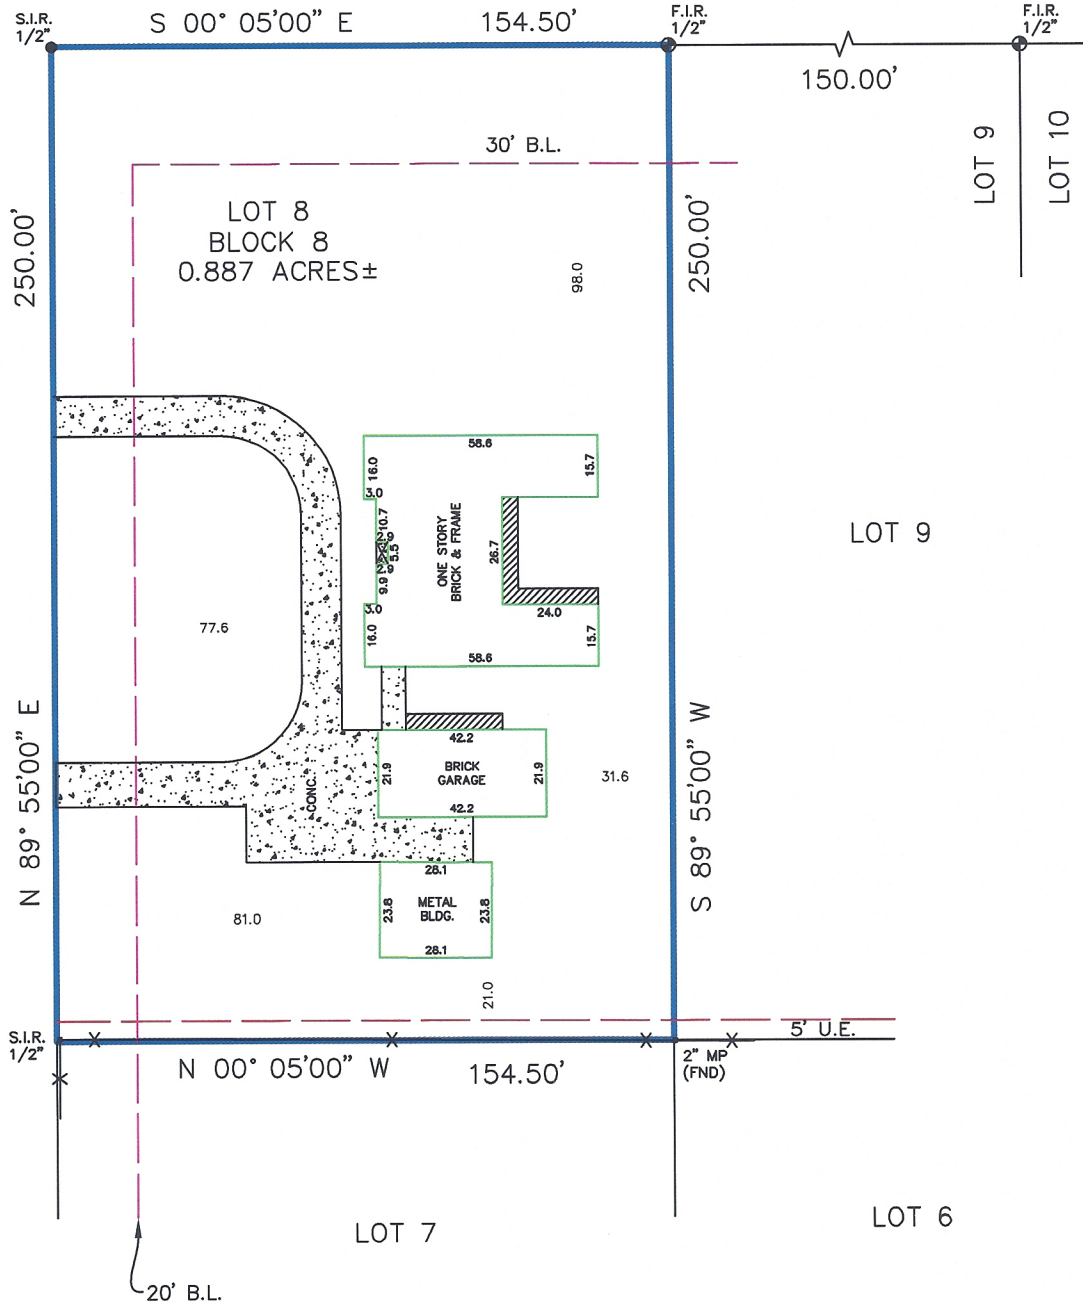 S.I.R.
1/2"
S 00° 05'00" E
154.50'
F.I.R.
1/2"
F.I.R.
1/2"
150.00'
LOT 9
LOT 10
30' B.L.
LOT 8
BLOCK 8
0.887 ACRES±
250.00'
250.00'
98.0
58.6
16.0
15.7
3.0
10.7
2.9
5.5
2.9
9.9
3.0
16.0
ONE STORY
BRICK & FRAME
26.7
24.0
15.7
58.6
LOT 9
77.6
N 89° 55'00" E
S 89° 55'00" W
CONC.
42.2
21.9
BRICK
GARAGE
21.9
42.2
31.6
28.1
23.8
METAL
BLDG.
23.8
28.1
81.0
21.0
S.I.R.
1/2"
5' U.E.
N 00° 05'00" W
154.50'
2" MP
(FND)
LOT 7
LOT 6
20' B.L.